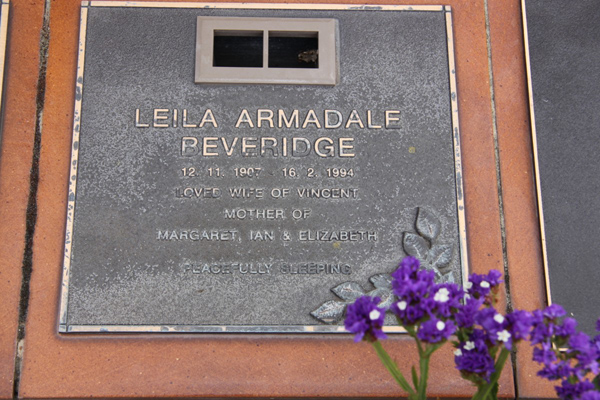 LEILA ARMADALE
PEVERIDGE
12. 11. 1907 - 16. 2. 1994
LOVED WIFE OF VINCENT
MOTHER OF
MARGARET, IAN & ELIZABETH
PEACEFULLY SLEEPING